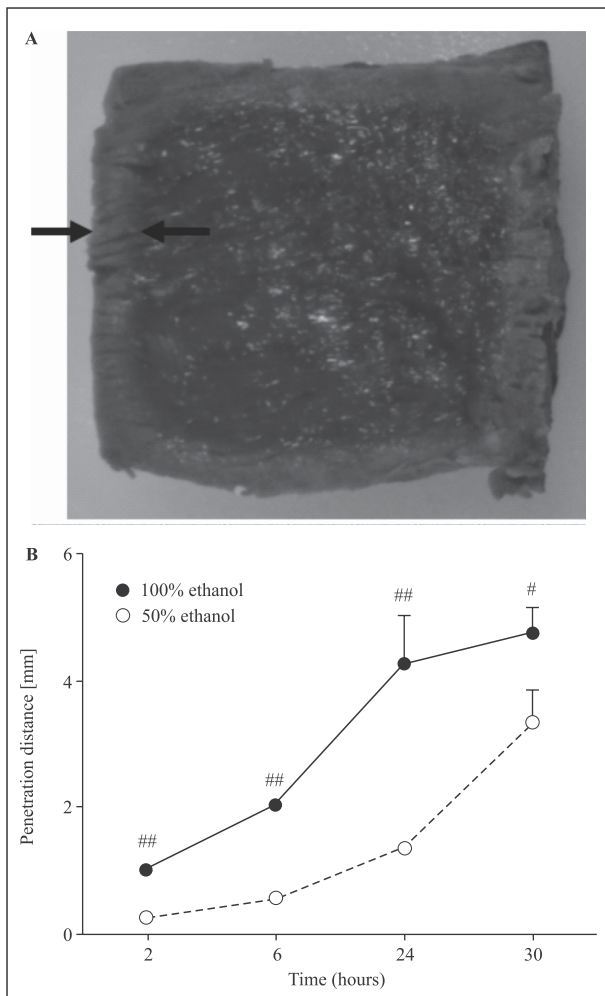 A
B
6
4
2
0
Penetration distance [mm]
100% ethanol
50% ethanol
##
##
##
#
2
6
24
30
Time (hours)